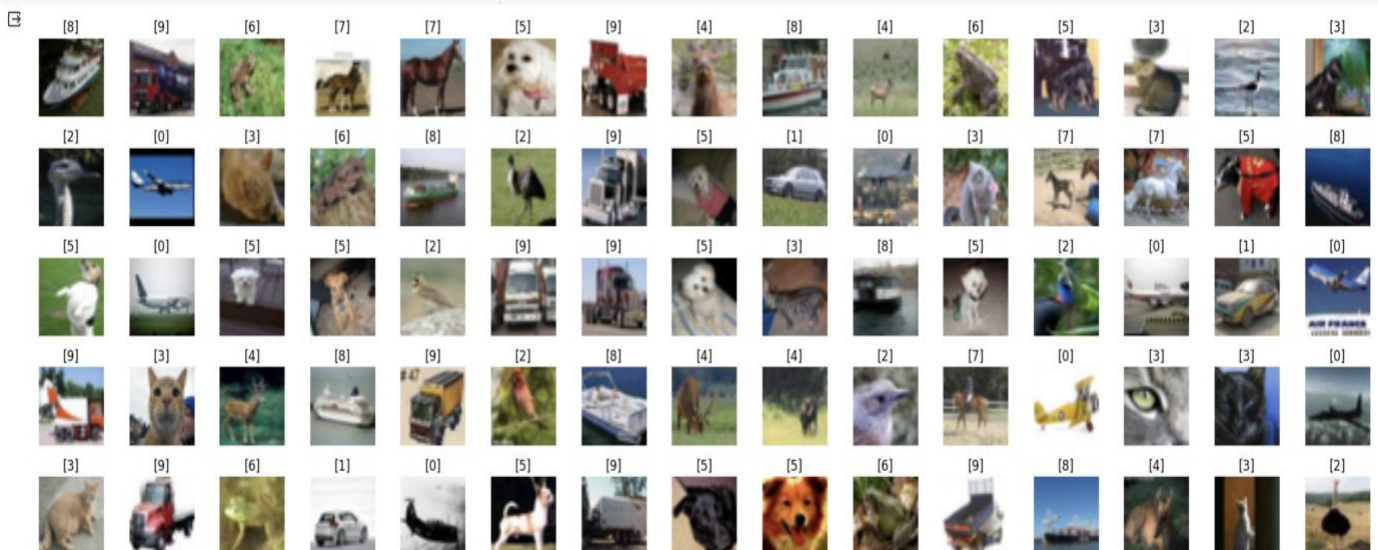 [8] [9] [6] [7] [7] [5] [9] [4] [8] [4] [6] [5] [3] [2] [3]
[2] [0] [3] [6] [8] [2] [9] [5] [1] [0] [3] [7] [7] [5] [8]
[5] [0] [5] [5] [2] [9] [9] [5] [3] [8] [5] [2] [0] [1] [0]
AIR FRANCE
[9] [3] [4] [8] [9] [2] [8] [4] [4] [2] [7] [0] [3] [3] [0]
# 47
[3] [9] [6] [1] [0] [5] [9] [5] [5] [6] [9] [8] [4] [3] [2]